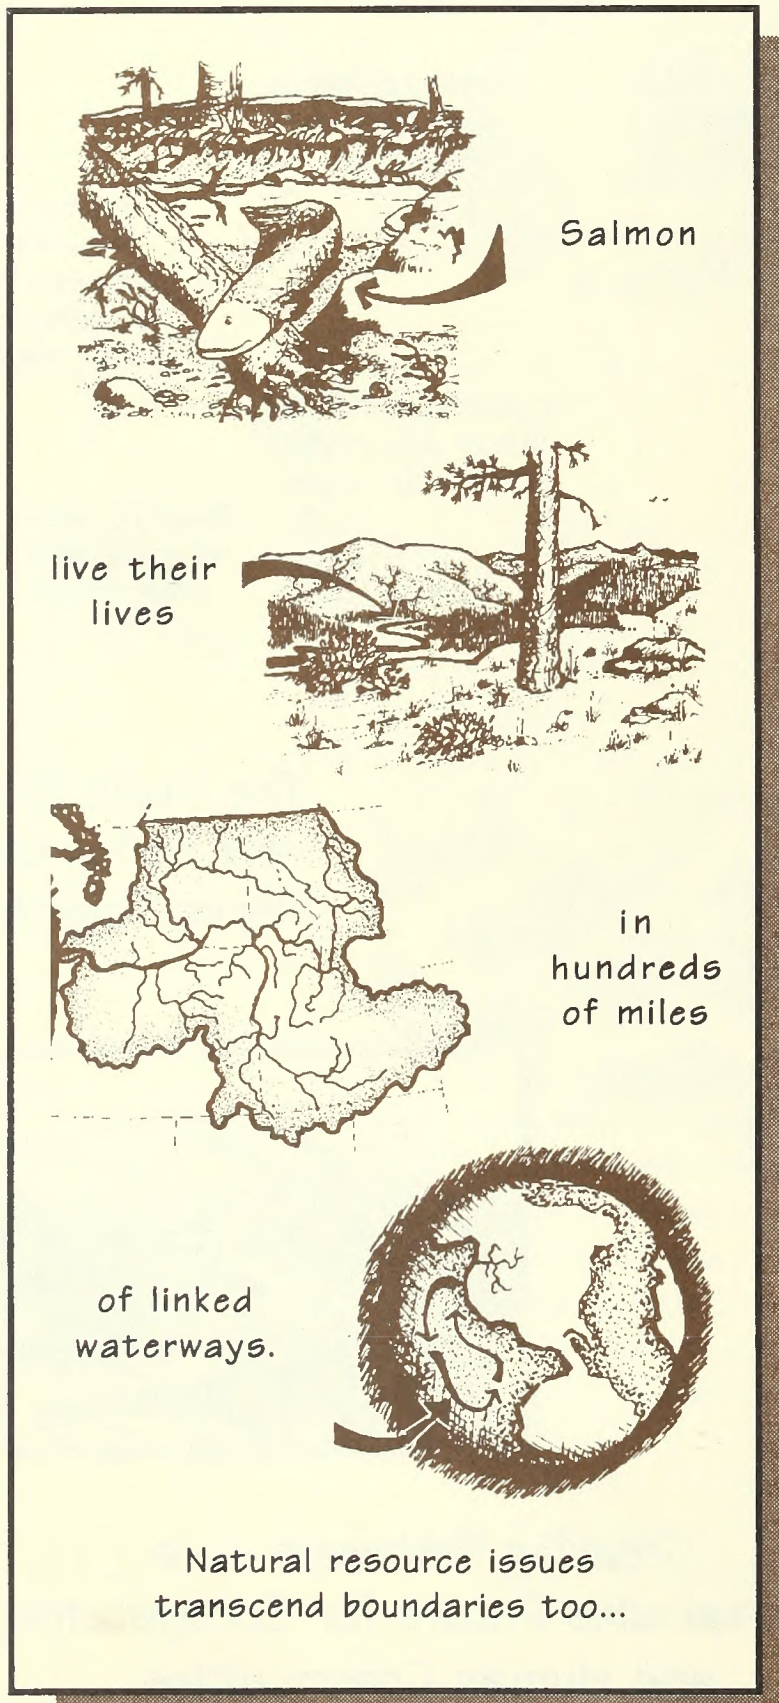 Salmon
live their
lives
in
hundreds
of miles
of linked
waterways.
Natural resource issues
transcend boundaries too...